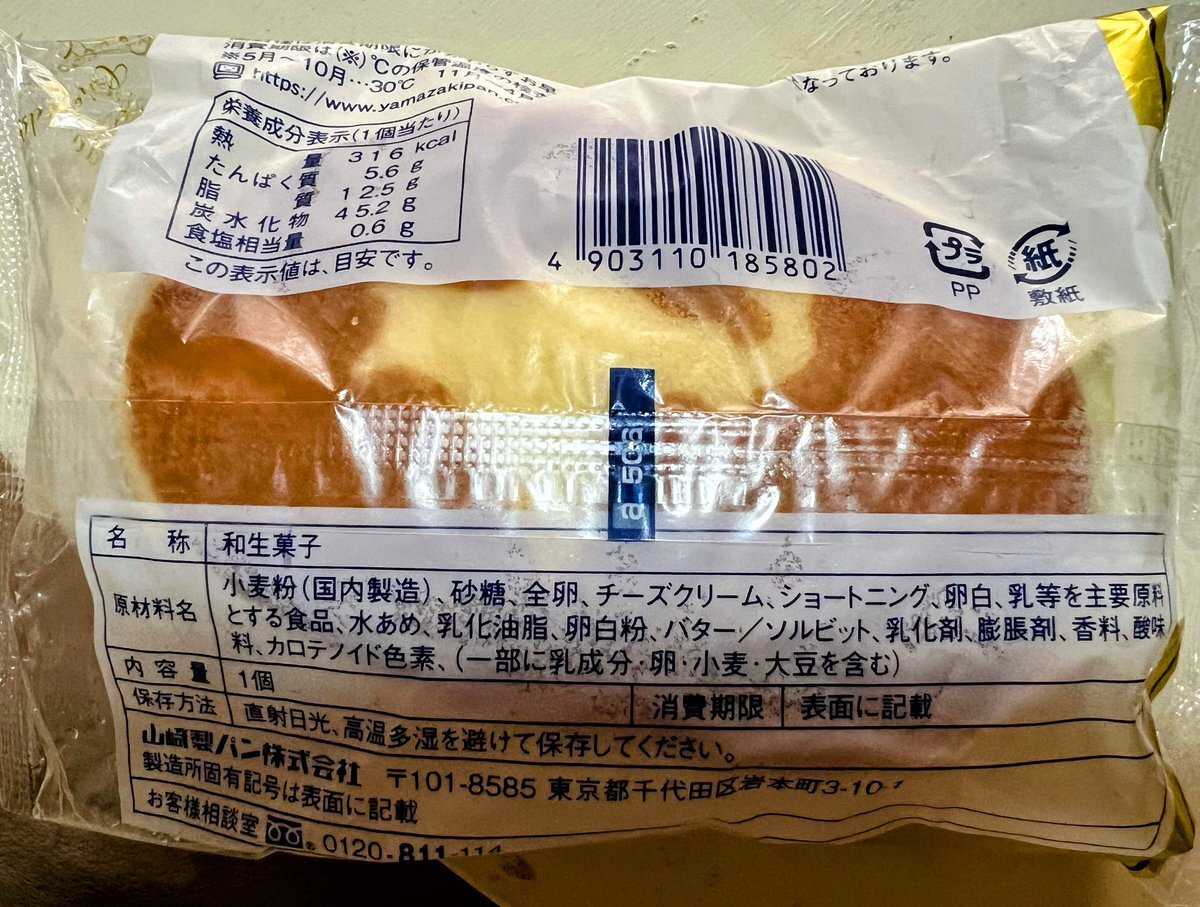 消費期限は
※5月～10月…30℃
https://www.yamazakipan.c
なっております。
栄養成分表示(1個当たり)
熱量 316 kcal
たんぱく質 5.6 g
脂質 12.5 g
炭水化物 45.2 g
食塩相当量 0.6 g
この表示値は、目安です。
4 903110 185802
プラ
PP
紙
敷紙
a 506
名称 和生菓子
原材料名 小麦粉(国内製造)、砂糖、全卵、チーズクリーム、ショートニング、卵白、乳等を主要原料
とする食品、水あめ、乳化油脂、卵白粉、バター／ソルビット、乳化剤、膨脹剤、香料、酸味
料、カロテノイド色素、(一部に乳成分・卵・小麦・大豆を含む)
内容量 1個 消費期限 表面に記載
保存方法 直射日光、高温多湿を避けて保存してください。
山崎製パン株式会社 〒101-8585 東京都千代田区岩本町3-10-1
製造所固有記号は表面に記載
お客様相談室 0120-811-114